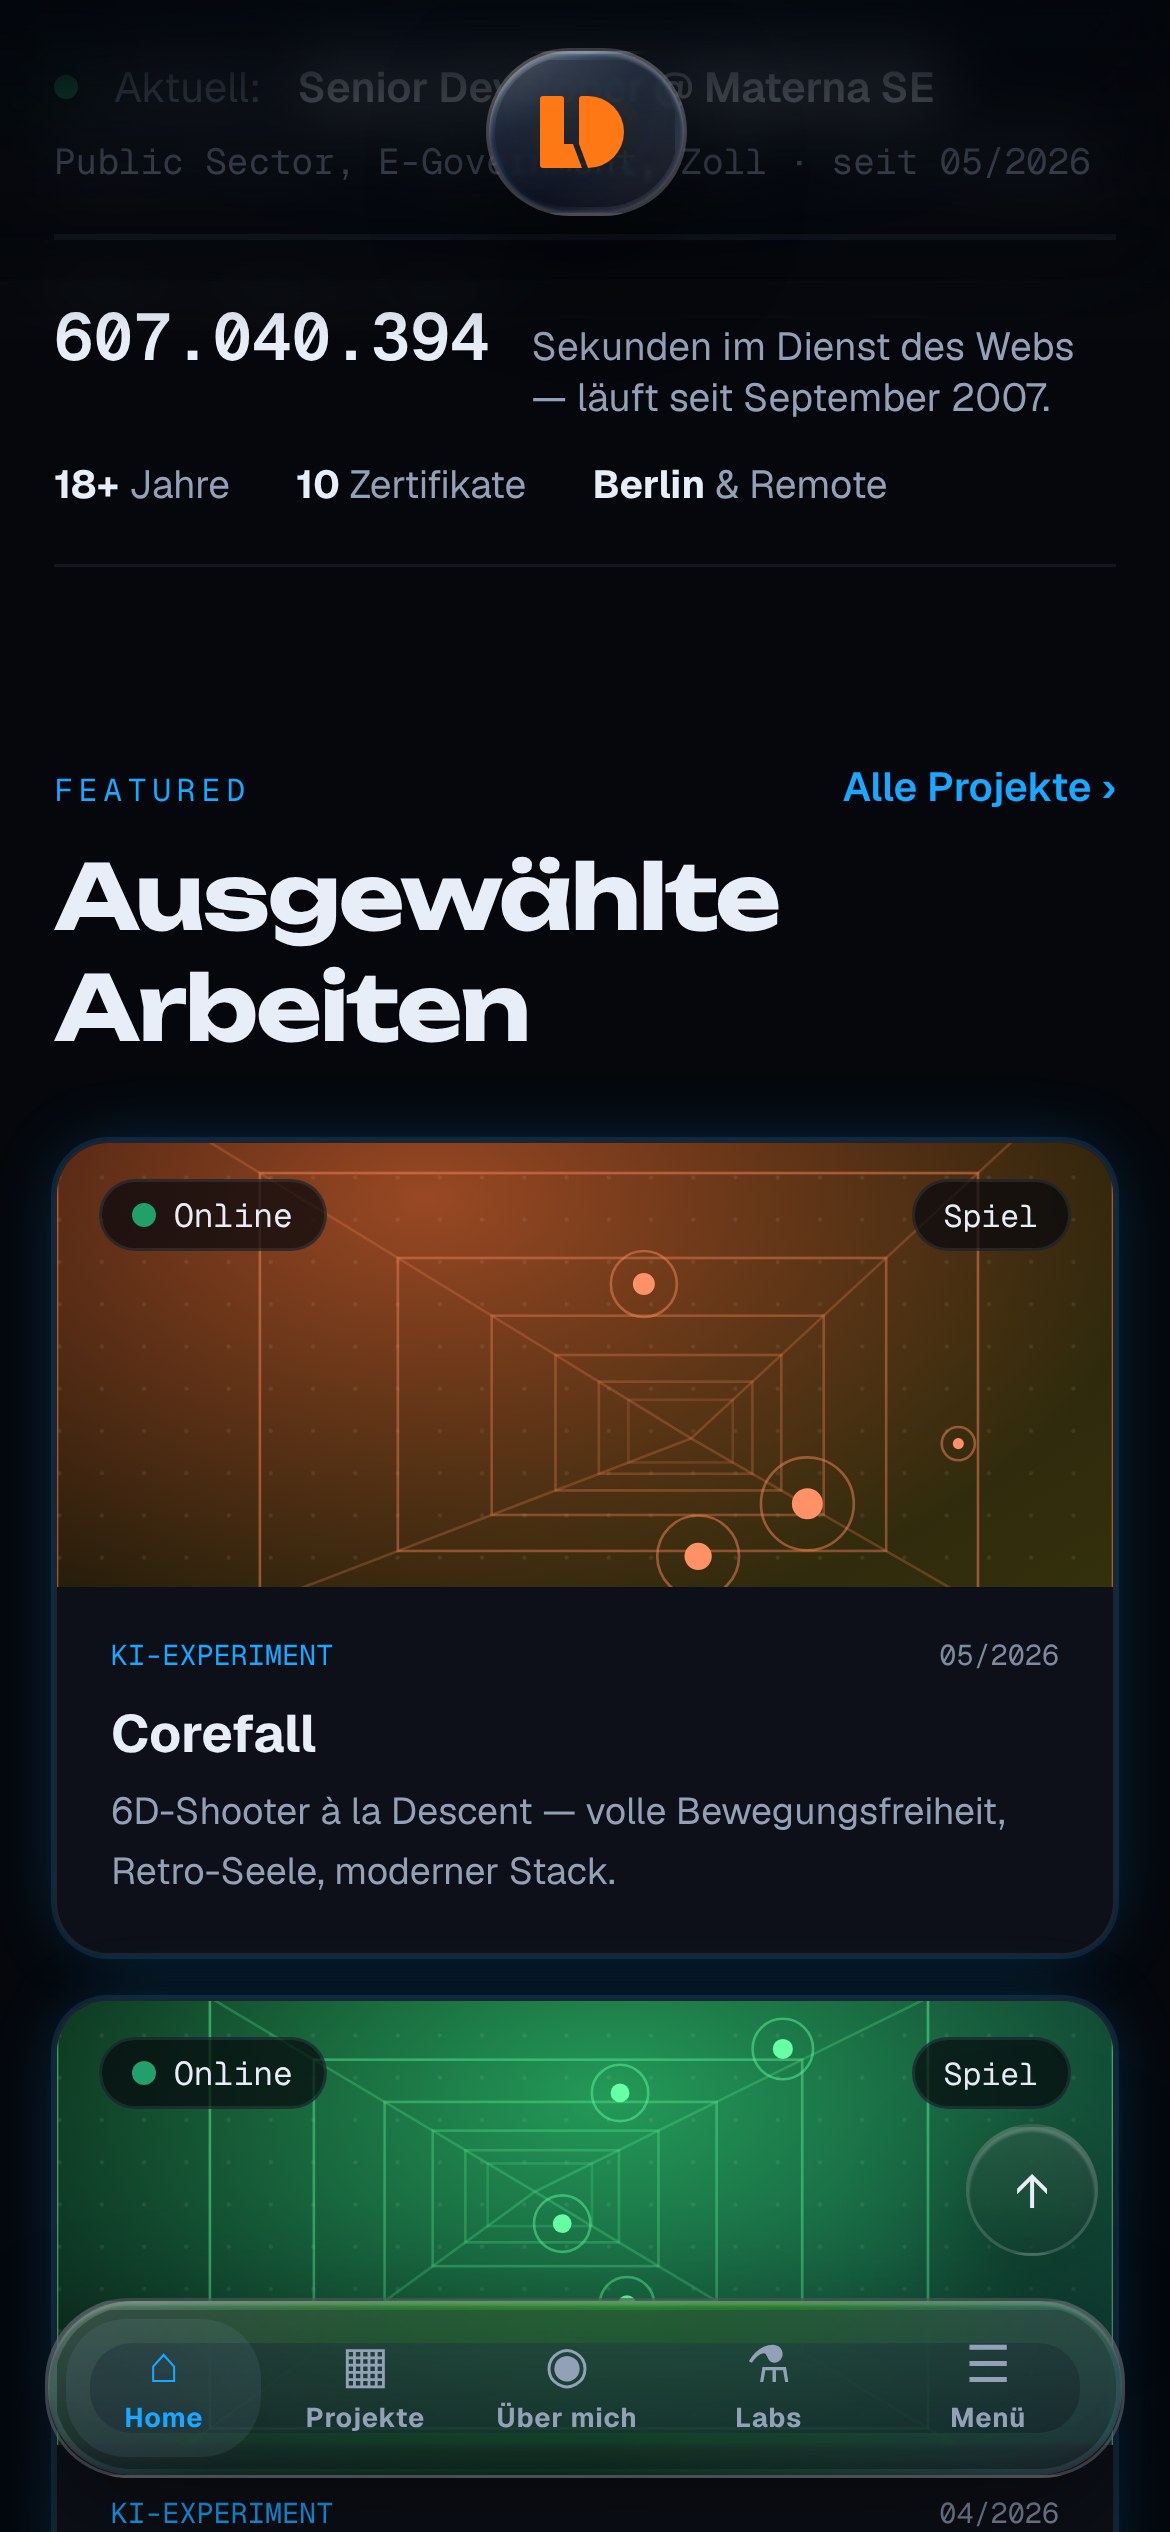 Aktuell: Senior Dev @ Materna SE
Public Sector, E-Gove Zoll · seit 05/2026
607.040.394
Sekunden im Dienst des Webs
— läuft seit September 2007.
18+ Jahre 10 Zertifikate Berlin & Remote
FEATURED
Alle Projekte ›
Ausgewählte
Arbeiten
Online
Spiel
KI-EXPERIMENT
05/2026
Corefall
6D-Shooter à la Descent — volle Bewegungsfreiheit,
Retro-Seele, moderner Stack.
Online
Spiel
Home
Projekte
Über mich
Labs
Menü
KI-EXPERIMENT
04/2026